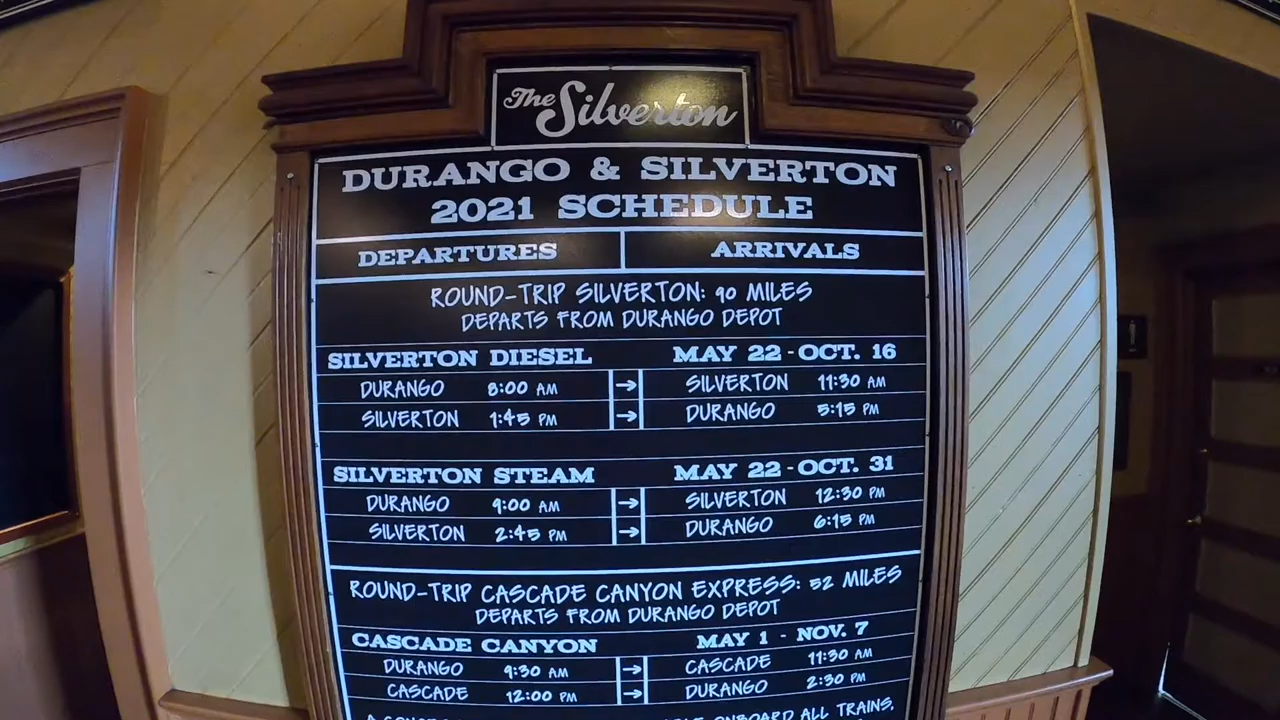 The Silverton
DURANGO & SILVERTON
2021 SCHEDULE
DEPARTURES ARRIVALS
ROUND-TRIP SILVERTON: 90 MILES
DEPARTS FROM DURANGO DEPOT
SILVERTON DIESEL MAY 22 - OCT. 16
DURANGO 8:00 AM → SILVERTON 11:30 AM
SILVERTON 1:45 PM → DURANGO 5:15 PM
SILVERTON STEAM MAY 22 - OCT. 31
DURANGO 9:00 AM → SILVERTON 12:30 PM
SILVERTON 2:45 PM → DURANGO 6:15 PM
ROUND-TRIP CASCADE CANYON EXPRESS: 52 MILES
DEPARTS FROM DURANGO DEPOT
CASCADE CANYON MAY 1 - NOV. 7
DURANGO 9:30 AM → CASCADE 11:30 AM
CASCADE 12:00 PM → DURANGO 2:30 PM
ONBOARD ALL TRAINS.